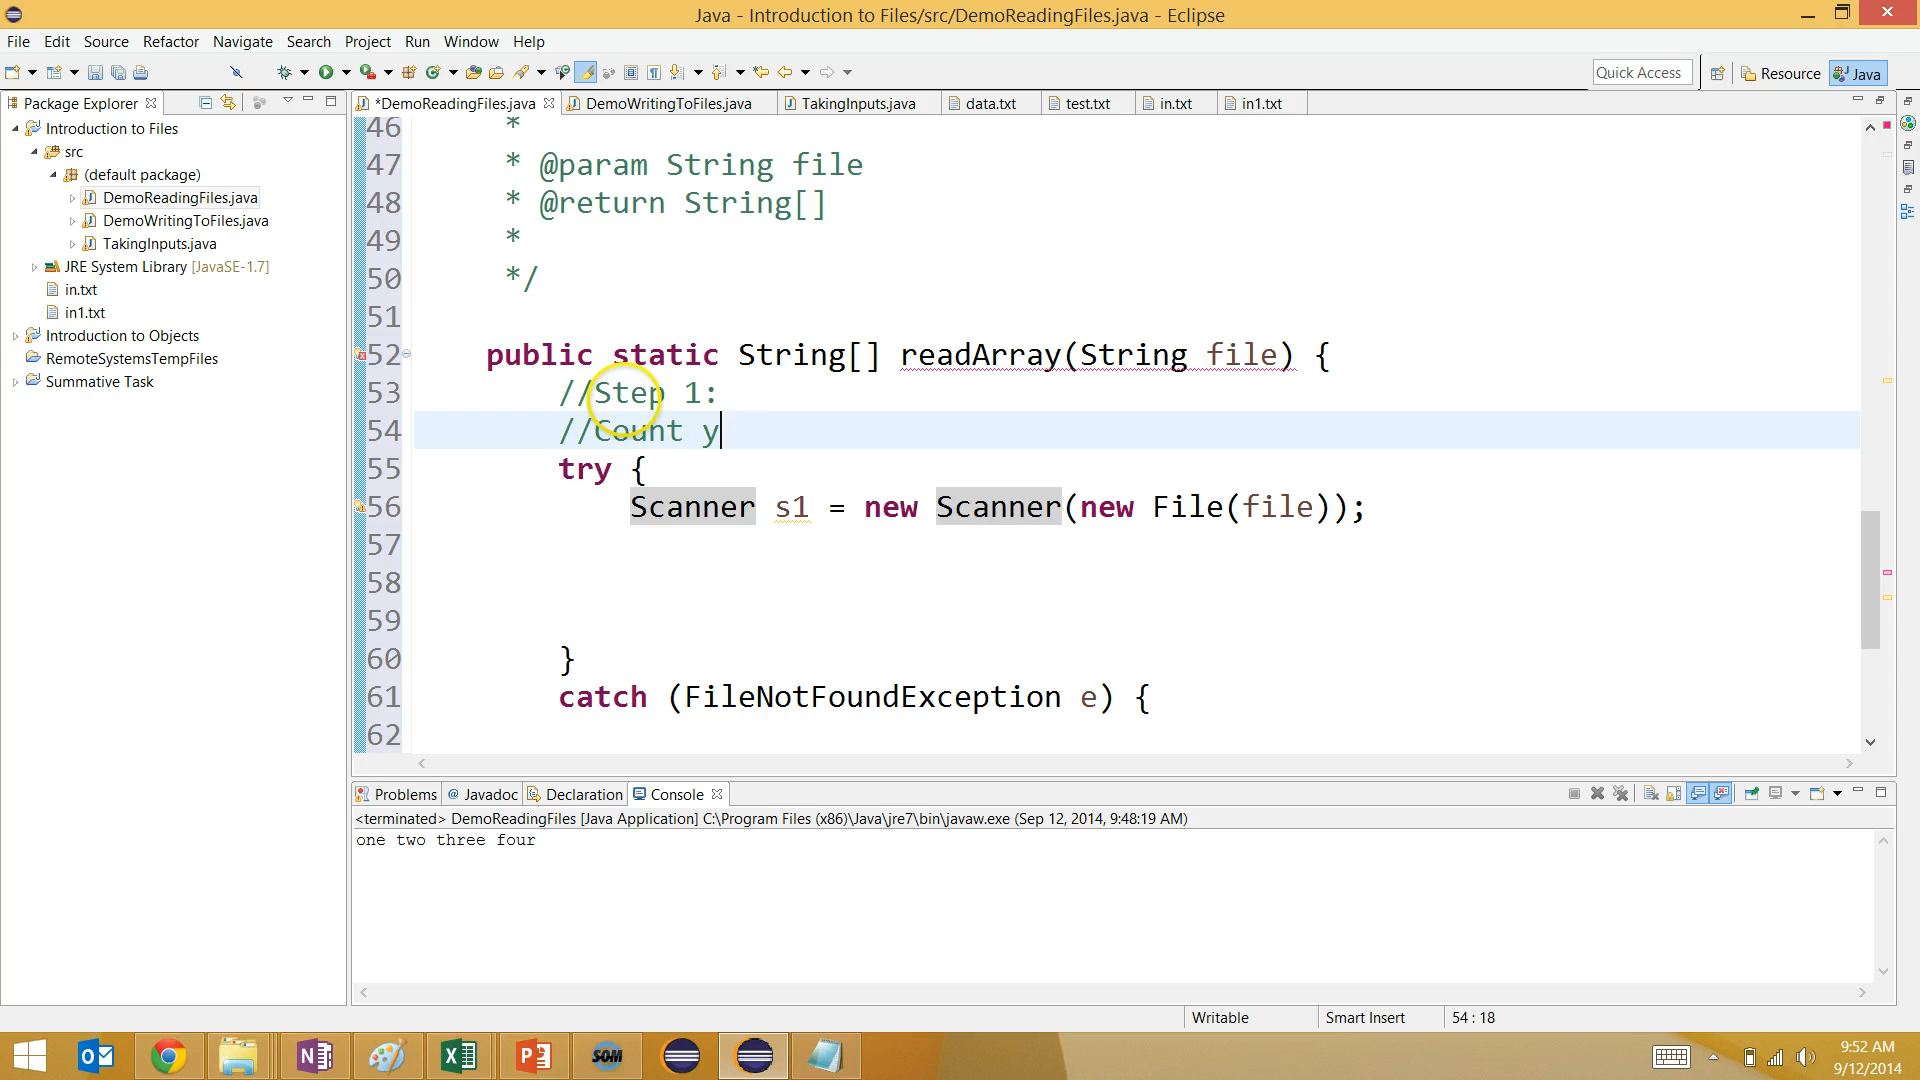 Java - Introduction to Files/src/DemoReadingFiles.java - Eclipse
File Edit Source Refactor Navigate Search Project Run Window Help
Quick Access Resource Java
Package Explorer *DemoReadingFiles.java DemoWritingToFiles.java TakingInputs.java data.txt test.txt in.txt in1.txt
Introduction to Files
src
(default package)
DemoReadingFiles.java
DemoWritingToFiles.java
TakingInputs.java
JRE System Library [JavaSE-1.7]
in.txt
in1.txt
Introduction to Objects
RemoteSystemsTempFiles
Summative Task
46 *
47 * @param String file
48 * @return String[]
49 *
50 */
51
52 public static String[] readArray(String file) {
53 //Step 1:
54 //Count y
55 try {
56 Scanner s1 = new Scanner(new File(file));
57
58
59
60 }
61 catch (FileNotFoundException e) {
62
Problems @ Javadoc Declaration Console
<terminated> DemoReadingFiles [Java Application] C:\Program Files (x86)\Java\jre7\bin\javaw.exe (Sep 12, 2014, 9:48:19 AM)
one two three four
Writable Smart Insert 54 : 18
SOM
9:52 AM
9/12/2014